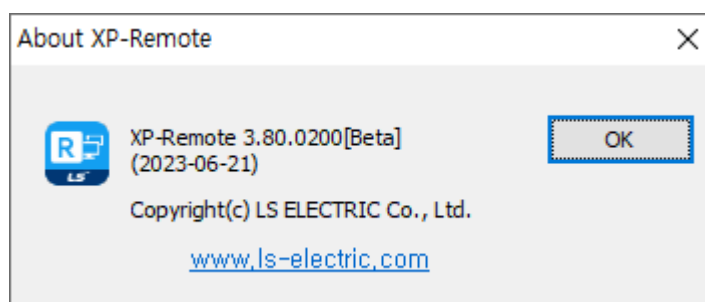 About XP-Remote
R
LS
XP-Remote 3.80.0200[Beta]
OK
(2023-06-21)
Copyright(c) LS ELECTRIC Co., Ltd.
www.ls-electric.com